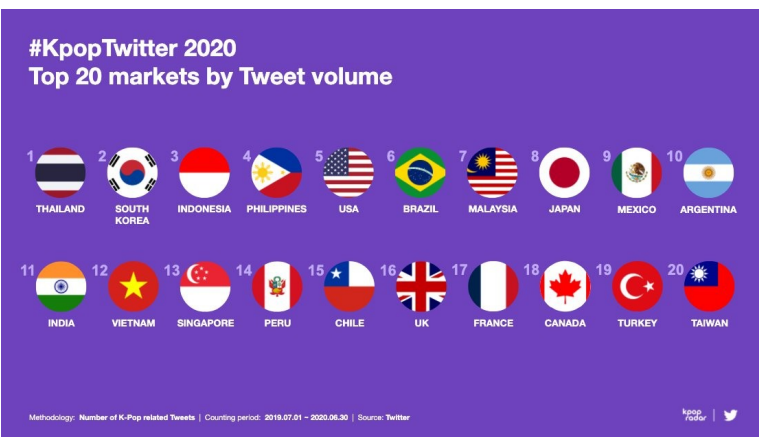 #KpopTwitter 2020
Top 20 markets by Tweet volume
1 2 3 4 5 6 7 8 9 10
THAILAND SOUTH KOREA INDONESIA PHILIPPINES USA BRAZIL MALAYSIA JAPAN MEXICO ARGENTINA
11 12 13 14 15 16 17 18 19 20
INDIA VIETNAM SINGAPORE PERU CHILE UK FRANCE CANADA TURKEY TAIWAN
Methodology: Number of K-Pop related Tweets | Counting period: 2019.07.01 ~ 2020.06.30 | Source: Twitter
kpop
radar